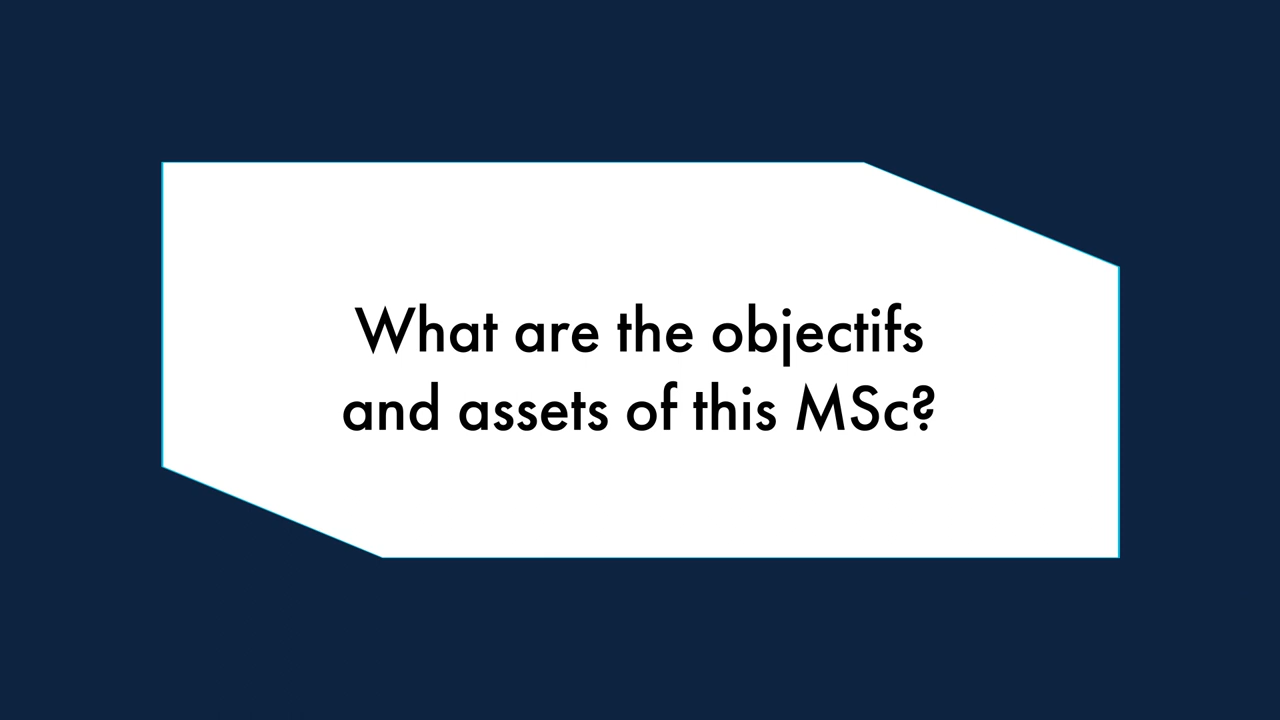 What are the objectifs
and assets of this MSc?